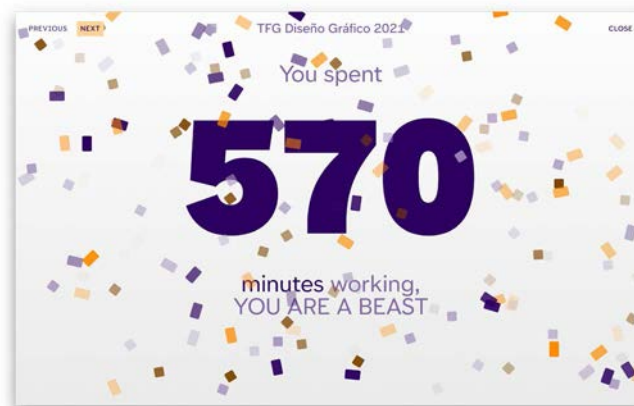 PREVIOUS NEXT TFG Diseño Gráfico 2021 CLOSE
You spent
570
minutes working,
YOU ARE A BEAST